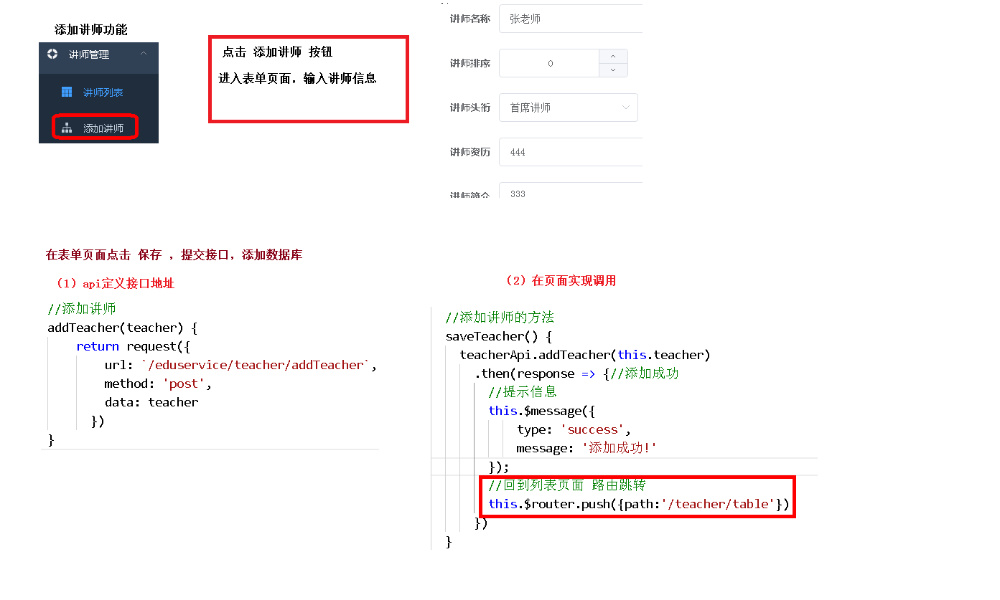 添加讲师功能
讲师管理
讲师列表
添加讲师
点击 添加讲师 按钮
进入表单页面，输入讲师信息
讲师名称 张老师
讲师排序 0
讲师头衔 首席讲师
讲师资历 444
讲师简介 333
在表单页面点击 保存 ，提交接口，添加数据库
（1）api定义接口地址
//添加讲师
addTeacher(teacher) {
return request({
url: `/eduservice/teacher/addTeacher`,
method: 'post',
data: teacher
})
}
（2）在页面实现调用
//添加讲师的方法
saveTeacher() {
teacherApi.addTeacher(this.teacher)
.then(response => {//添加成功
//提示信息
this.$message({
type: 'success',
message: '添加成功!'
});
//回到列表页面 路由跳转
this.$router.push({path:'/teacher/table'})
})
}